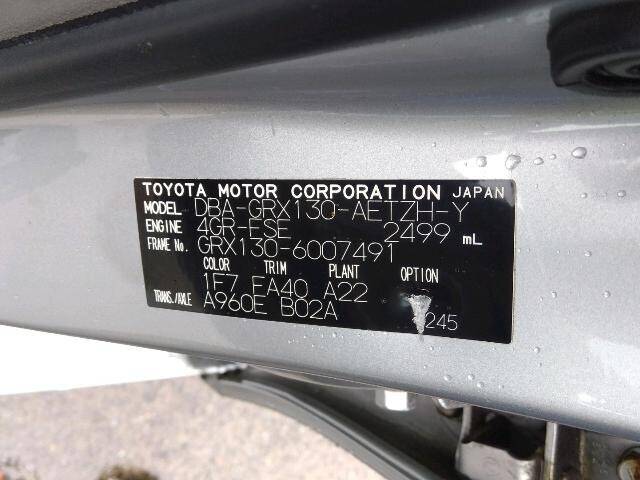 TOYOTA MOTOR CORPORATION JAPAN
MODEL DBA-GRX130-AETZH-Y
ENGINE 4GR-FSE 2499 mL
FRAME No. GRX130-6007491
COLOR TRIM PLANT OPTION
1F7 FA40 A22
TRANS./AXLE A960E B02A 245